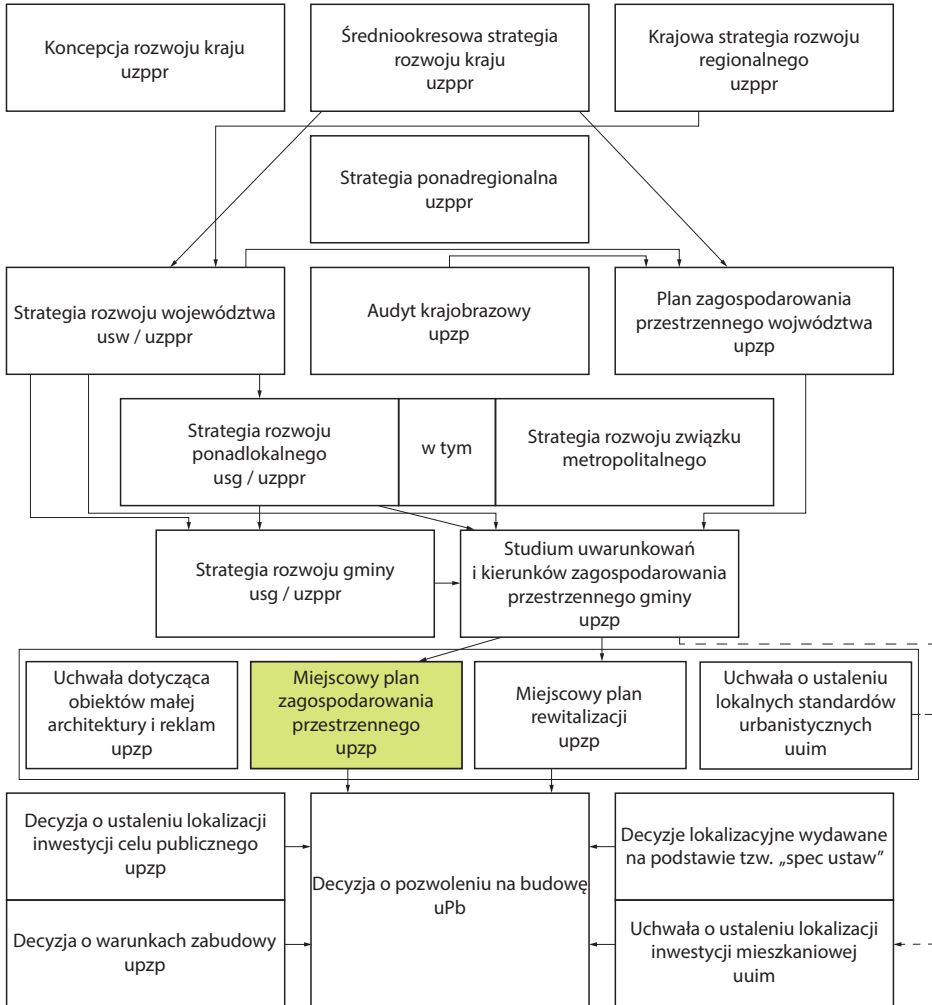 Koncepcja rozwoju kraju
uzppr
Średniookresowa strategia
rozwoju kraju
uzppr
Krajowa strategia rozwoju
regionalnego
uzppr
Strategia ponadregionalna
uzppr
Strategia rozwoju województwa
usw / uzppr
Audyt krajobrazowy
upzp
Plan zagospodarowania
przestrzennego wojwództwa
upzp
Strategia rozwoju
ponadlokalnego
usg / uzppr
w tym
Strategia rozwoju związku
metropolitalnego
Strategia rozwoju gminy
usg / uzppr
Studium uwarunkowań
i kierunków zagospodarowania
przestrzennego gminy
upzp
Uchwała dotycząca
obiektów małej
architektury i reklam
upzp
Miejscowy plan
zagospodarowania
przestrzennego
upzp
Miejscowy plan
rewitalizacji
upzp
Uchwała o ustaleniu
lokalnych standardów
urbanistycznych
uuim
Decyzja o ustaleniu lokalizacji
inwestycji celu publicznego
upzp
Decyzja o warunkach zabudowy
upzp
Decyzja o pozwoleniu na budowę
uPb
Decyzje lokalizacyjne wydawane
na podstawie tzw. „spec ustaw”
Uchwała o ustaleniu lokalizacji
inwestycji mieszkaniowej
uuim